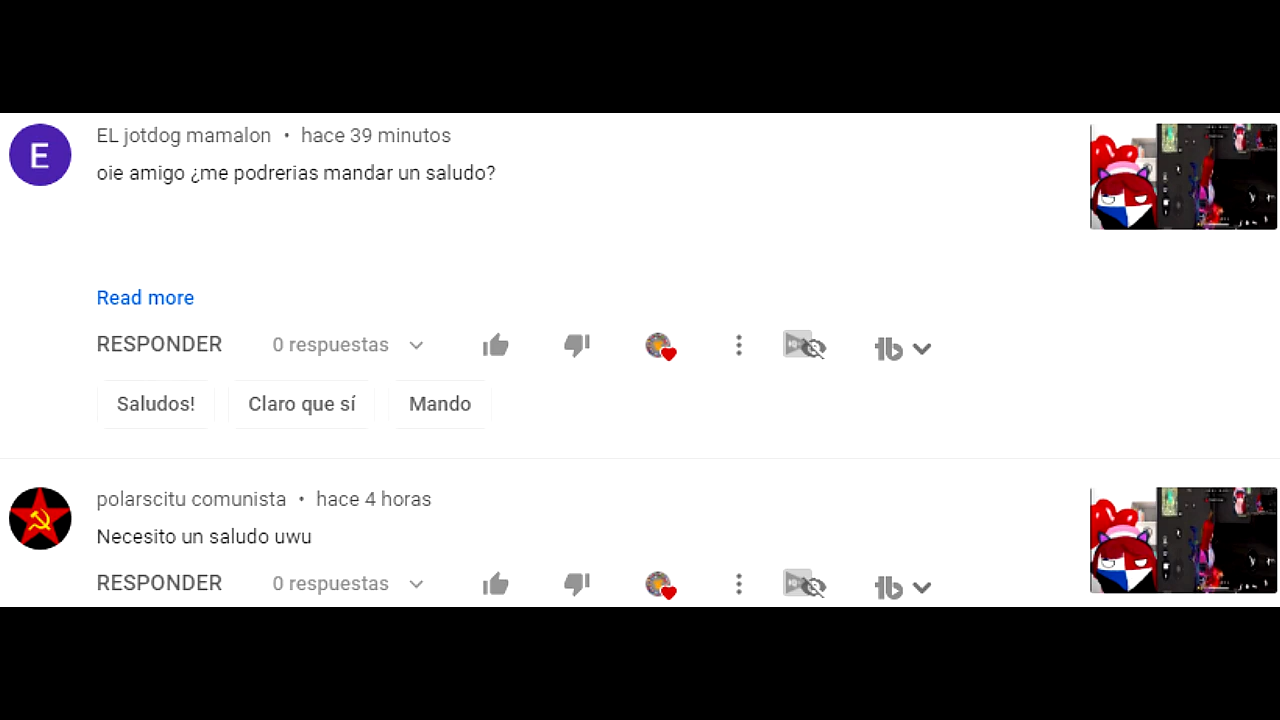 E
EL jotdog mamalon • hace 39 minutos
oie amigo ¿me podrerias mandar un saludo?
Read more
RESPONDER 0 respuestas
Saludos! Claro que sí Mando
polarscitu comunista • hace 4 horas
Necesito un saludo uwu
RESPONDER 0 respuestas